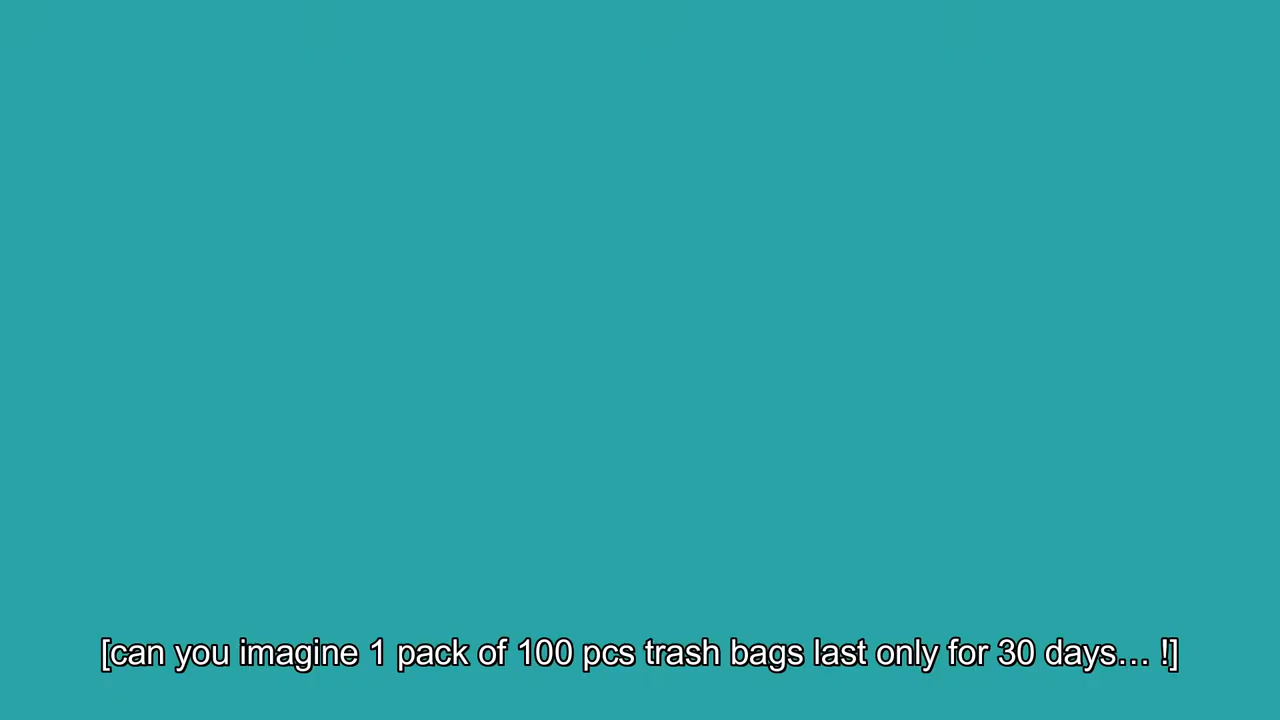 [can you imagine 1 pack of 100 pcs trash bags last only for 30 days… !]